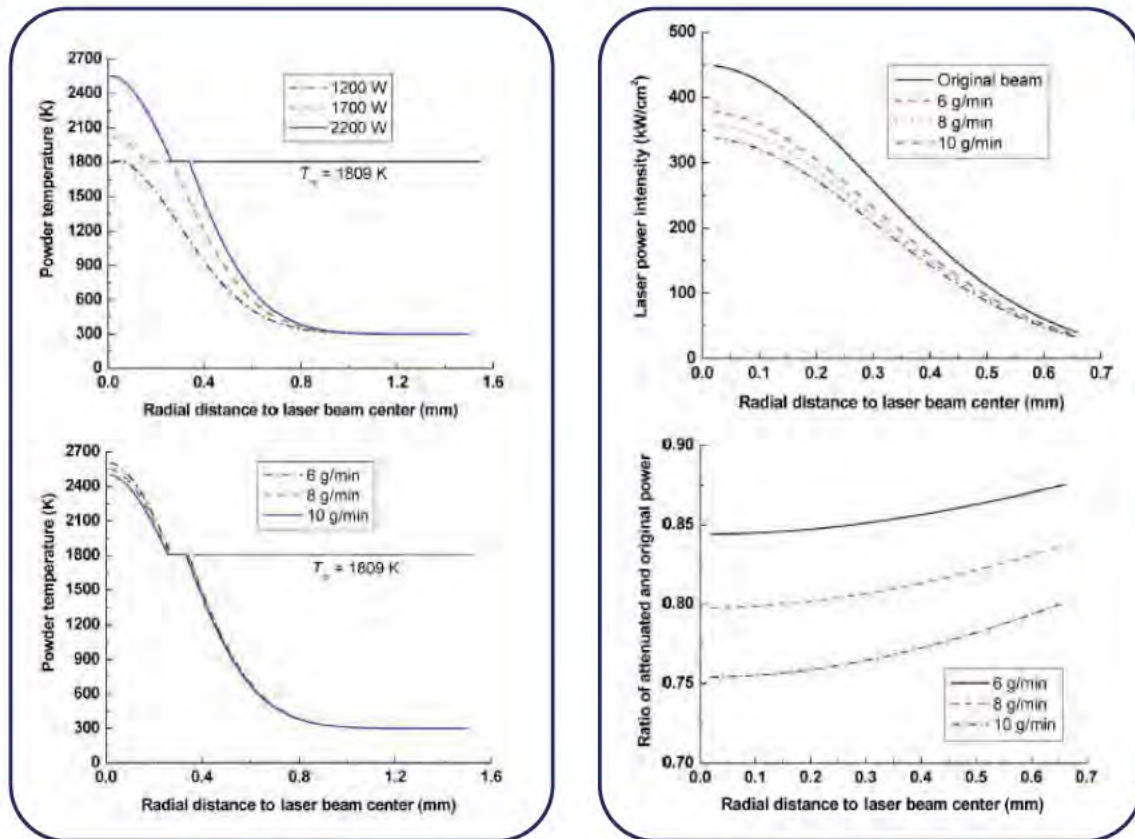 Powder temperature (K)
2700
2400
2100
1800
1500
1200
900
600
300
0
1200 W
1700 W
2200 W
Tₘ = 1809 K
0.0 0.4 0.8 1.2 1.6
Radial distance to laser beam center (mm)
Powder temperature (K)
2700
2400
2100
1800
1500
1200
900
600
300
0
6 g/min
8 g/min
10 g/min
= 1809 K
0.0 0.4 0.8 1.2 1.6
Radial distance to laser beam center (mm)
Laser power intensity (kW/cm²)
500
400
300
200
100
0
Original beam
6 g/min
8 g/min
10 g/min
0.0 0.1 0.2 0.3 0.4 0.5 0.6 0.7
Radial distance to laser beam center (mm)
Ratio of attenuated and original power
0.90
0.85
0.80
0.75
0.70
6 g/min
8 g/min
10 g/min
0.0 0.1 0.2 0.3 0.4 0.5 0.6 0.7
Radial distance to laser beam center (mm)